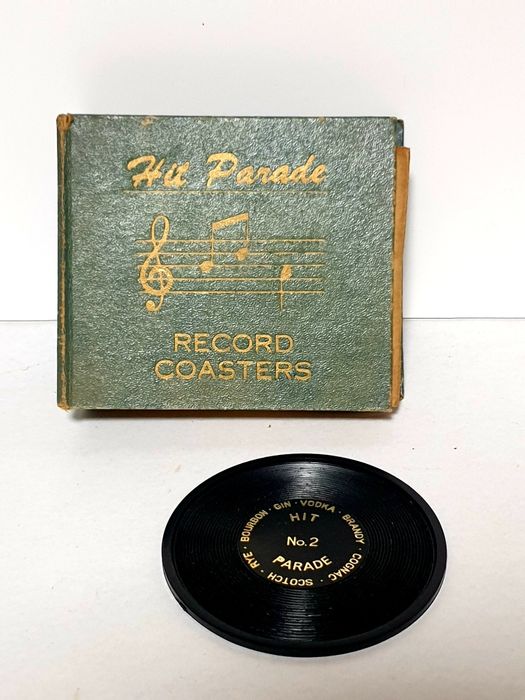 Hit Parade
RECORD
COASTERS
RYE · BOURBON · GIN · VODKA · BRANDY · COGNAC · SCOTCH ·
HIT
No. 2
PARADE